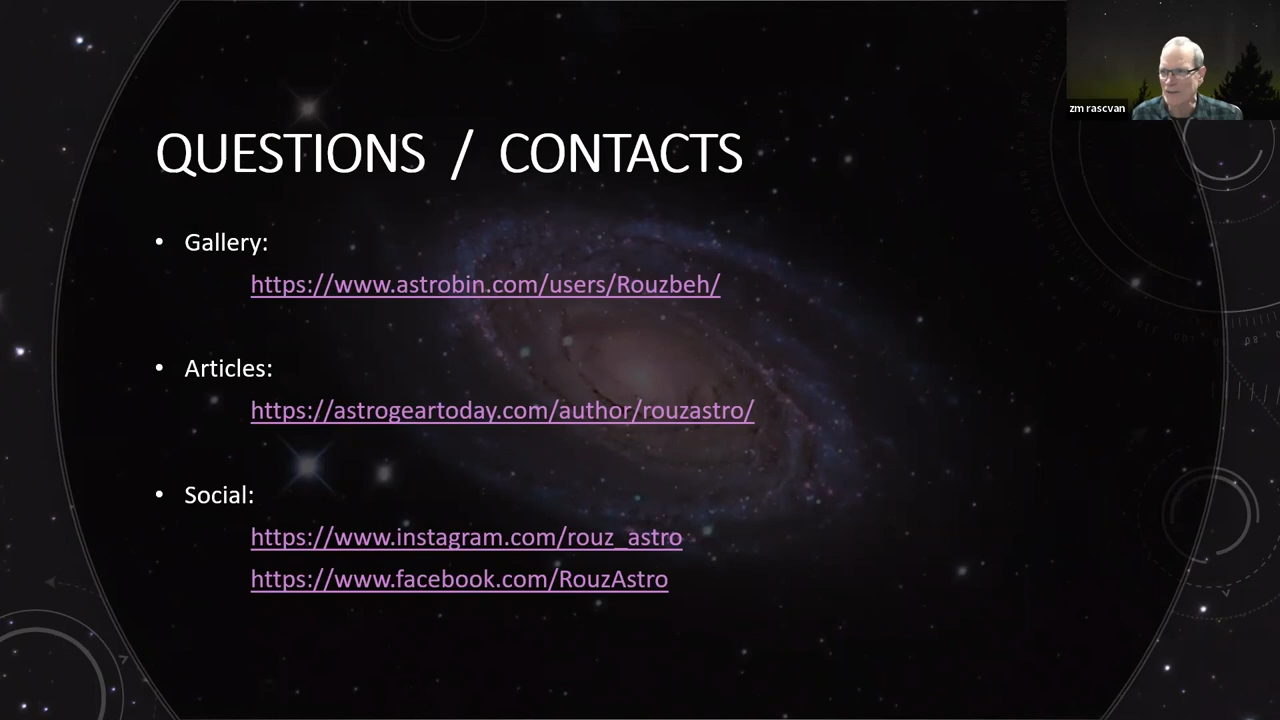 zm rascvan
QUESTIONS / CONTACTS
• Gallery:
https://www.astrobin.com/users/Rouzbeh/
• Articles:
https://astrogeartoday.com/author/rouzastro/
• Social:
https://www.instagram.com/rouz_astro
https://www.facebook.com/RouzAstro